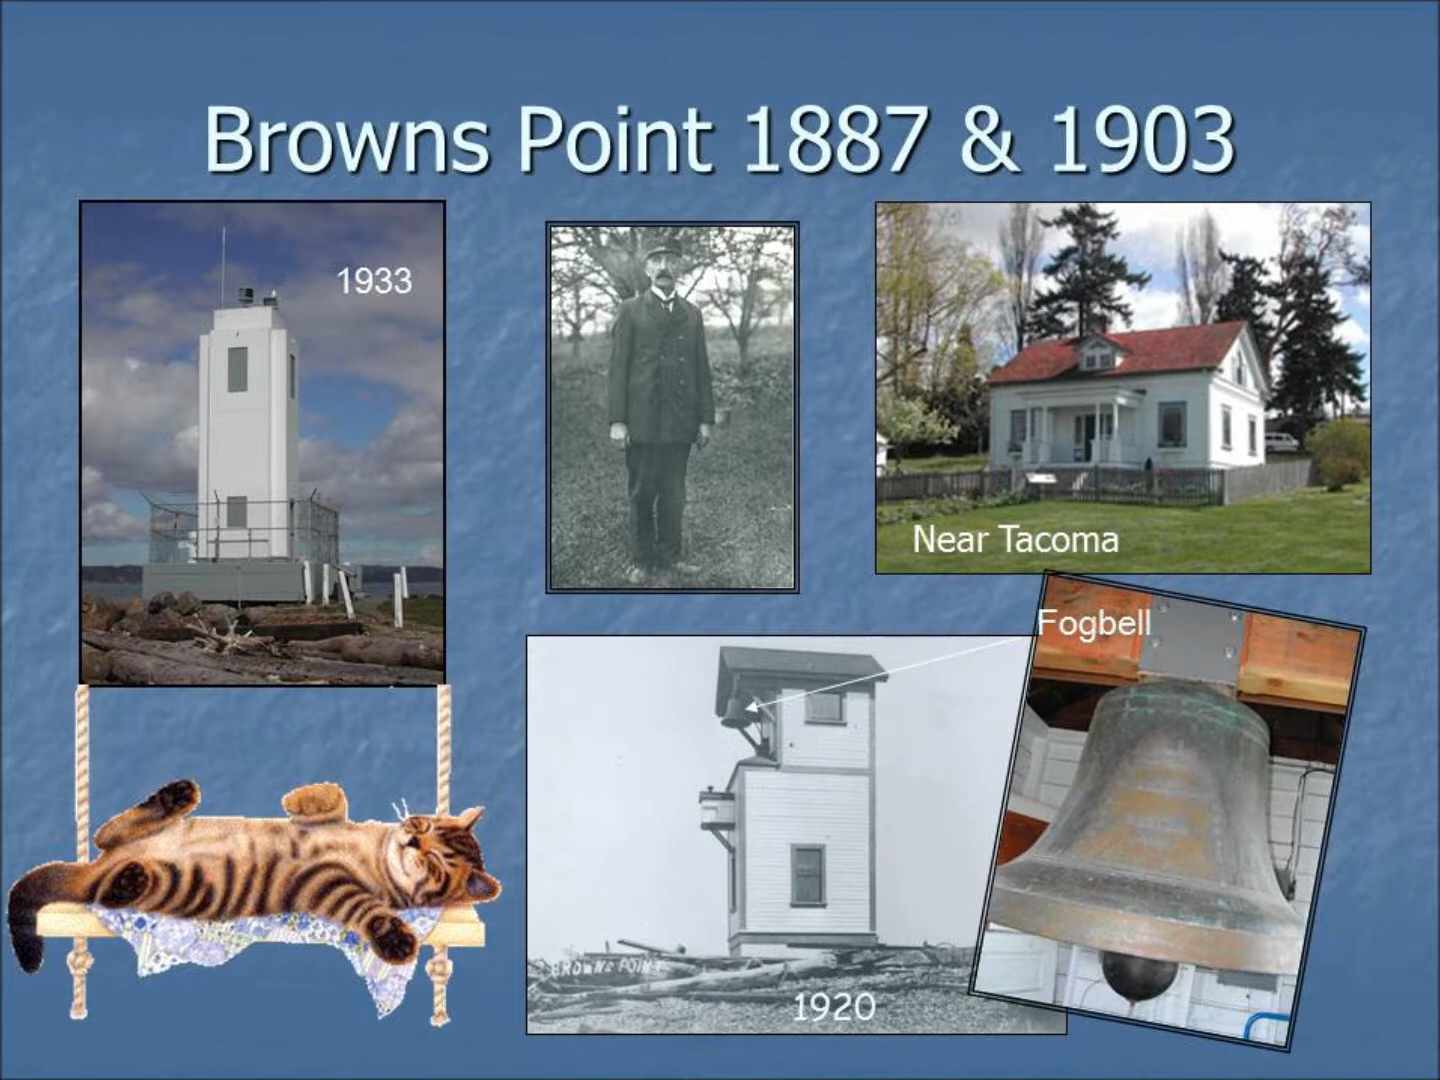 Browns Point 1887 & 1903
1933
Near Tacoma
Fogbell
BROWNS POINT
1920